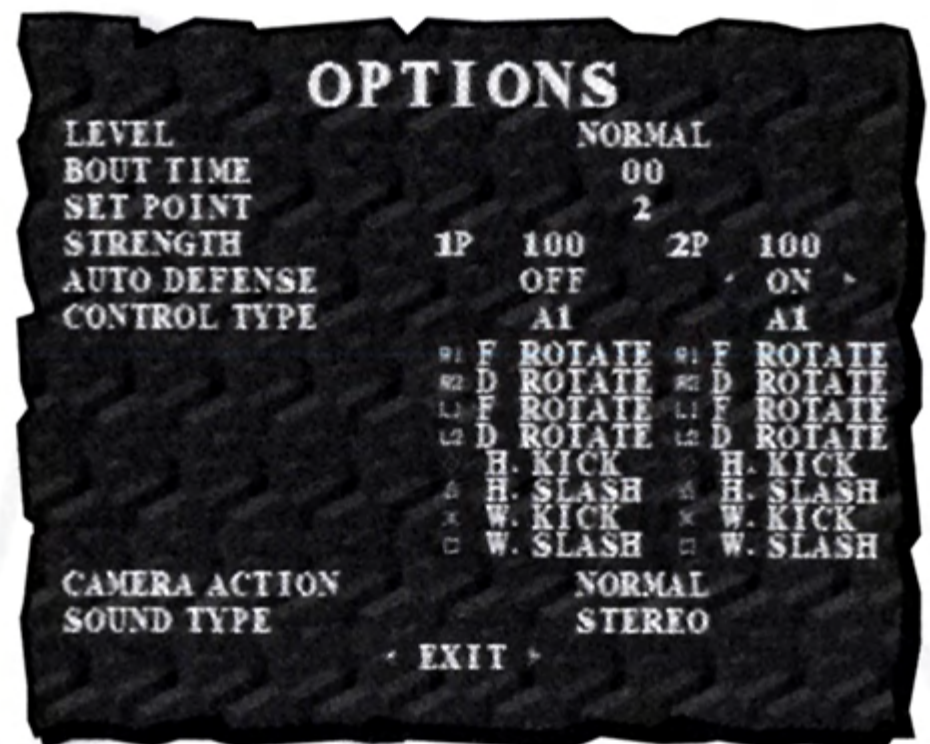 OPTIONS
LEVEL NORMAL
BOUT TIME 00
SET POINT 2
STRENGTH 1P 100 2P 100
AUTO DEFENSE OFF ON
CONTROL TYPE A1 A1
R1 F ROTATE R1 F ROTATE
R2 D ROTATE R2 D ROTATE
L1 F ROTATE L1 F ROTATE
L2 D ROTATE L2 D ROTATE
H. KICK H. KICK
H. SLASH H. SLASH
W. KICK W. KICK
W. SLASH W. SLASH
CAMERA ACTION NORMAL
SOUND TYPE STEREO
EXIT